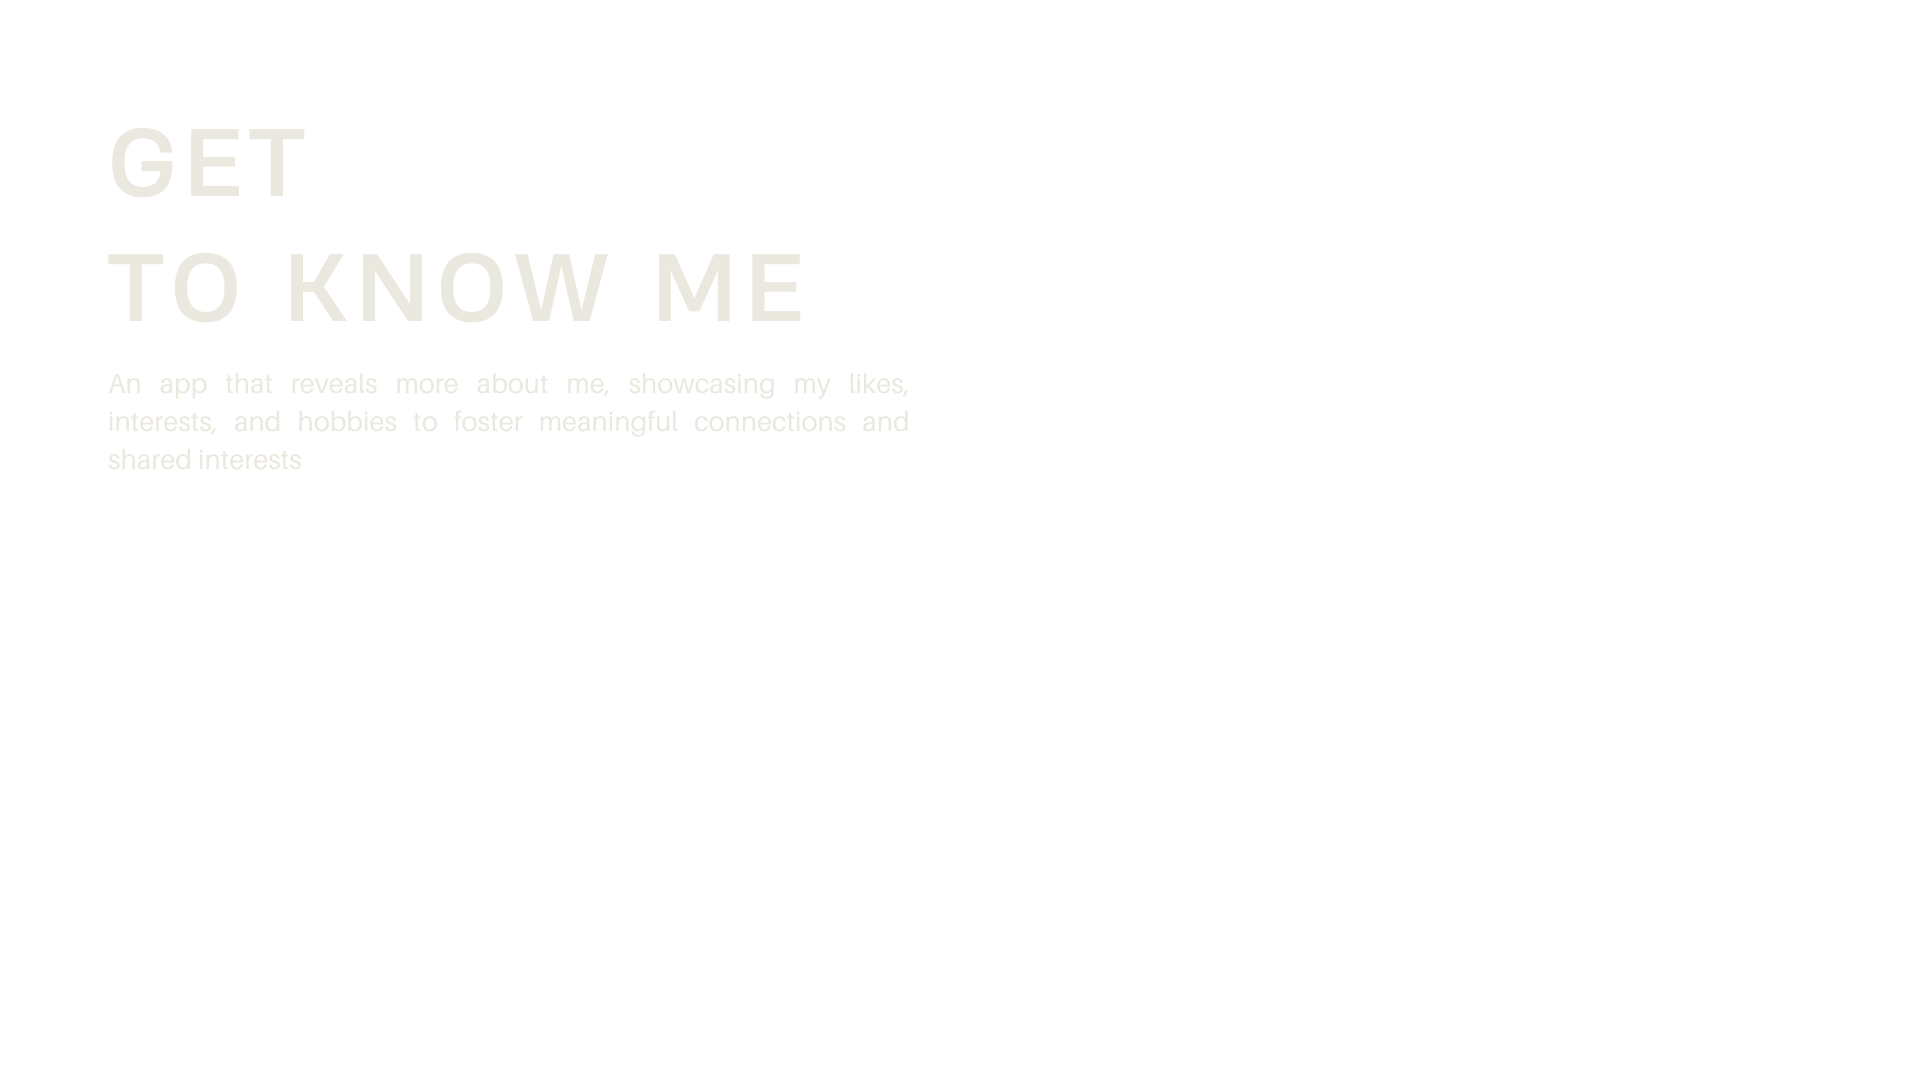 GET
TO KNOW ME
An app that reveals more about me, showcasing my likes,
interests, and hobbies to foster meaningful connections and
shared interests